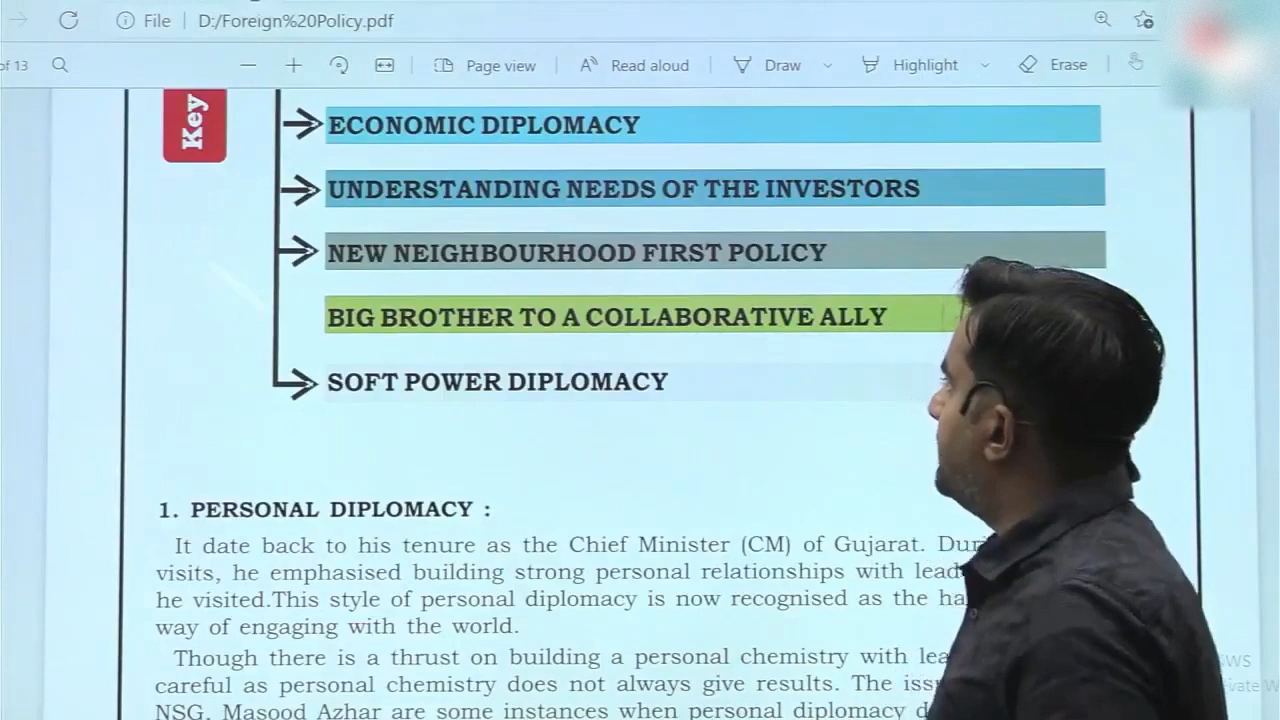 File D:/Foreign%20Policy.pdf
of 13 Page view Read aloud Draw Highlight Erase
Key
ECONOMIC DIPLOMACY
UNDERSTANDING NEEDS OF THE INVESTORS
NEW NEIGHBOURHOOD FIRST POLICY
BIG BROTHER TO A COLLABORATIVE ALLY
SOFT POWER DIPLOMACY
1. PERSONAL DIPLOMACY :
It date back to his tenure as the Chief Minister (CM) of Gujarat.
visits, he emphasised building strong personal relationships with
he visited.This style of personal diplomacy is now recognised as the
way of engaging with the world.
Though there is a thrust on building a personal chemistry with
careful as personal chemistry does not always give results. The
NSG, Masood Azhar are some instances when personal diplomacy